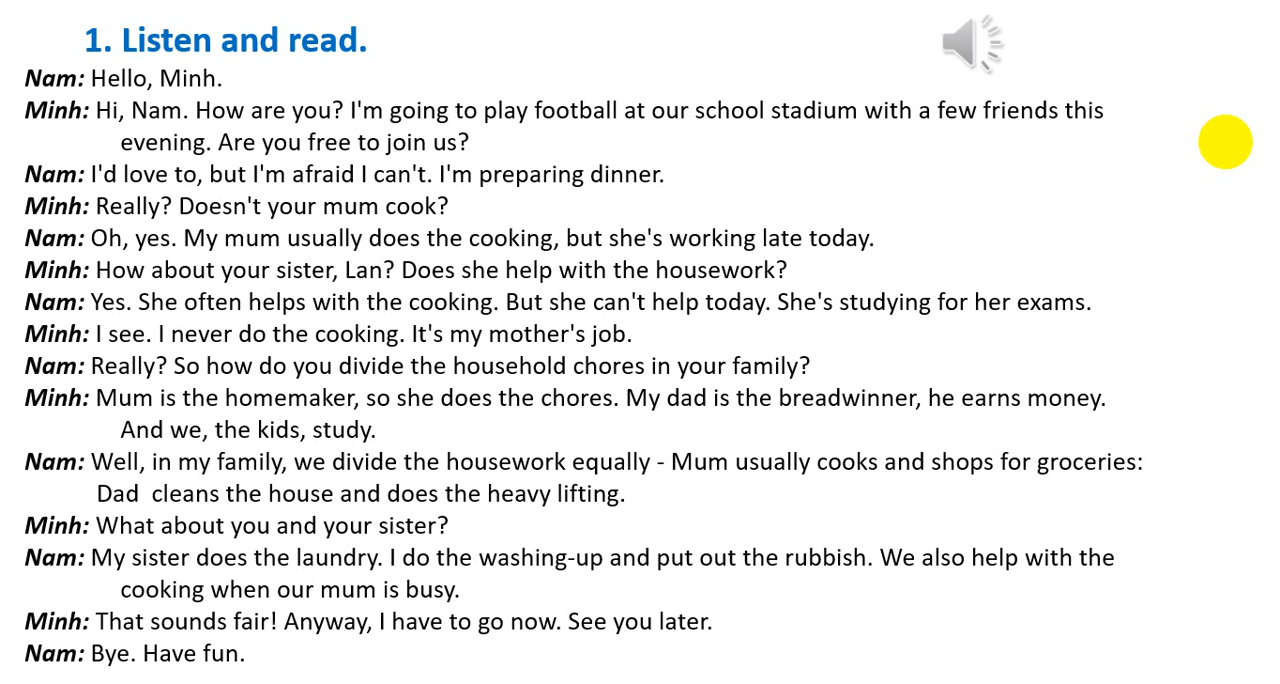 1. Listen and read.
Nam: Hello, Minh.
Minh: Hi, Nam. How are you? I'm going to play football at our school stadium with a few friends this
evening. Are you free to join us?
Nam: I'd love to, but I'm afraid I can't. I'm preparing dinner.
Minh: Really? Doesn't your mum cook?
Nam: Oh, yes. My mum usually does the cooking, but she's working late today.
Minh: How about your sister, Lan? Does she help with the housework?
Nam: Yes. She often helps with the cooking. But she can't help today. She's studying for her exams.
Minh: I see. I never do the cooking. It's my mother's job.
Nam: Really? So how do you divide the household chores in your family?
Minh: Mum is the homemaker, so she does the chores. My dad is the breadwinner, he earns money.
And we, the kids, study.
Nam: Well, in my family, we divide the housework equally - Mum usually cooks and shops for groceries:
Dad cleans the house and does the heavy lifting.
Minh: What about you and your sister?
Nam: My sister does the laundry. I do the washing-up and put out the rubbish. We also help with the
cooking when our mum is busy.
Minh: That sounds fair! Anyway, I have to go now. See you later.
Nam: Bye. Have fun.